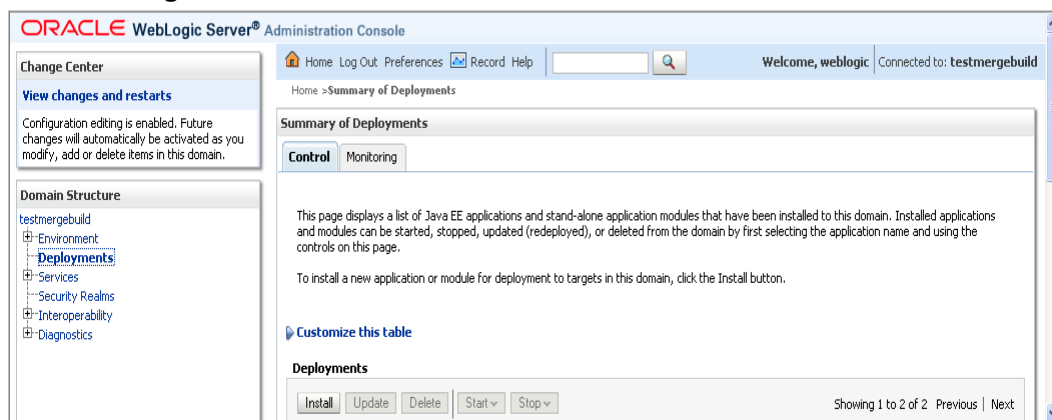 ORACLE WebLogic Server® Administration Console
Change Center
View changes and restarts
Configuration editing is enabled. Future
changes will automatically be activated as you
modify, add or delete items in this domain.
Domain Structure
testmergebuild
Environment
Deployments
Services
Security Realms
Interoperability
Diagnostics
Home Log Out Preferences Record Help
Welcome, weblogic Connected to: testmergebuild
Home >Summary of Deployments
Summary of Deployments
Control Monitoring
This page displays a list of Java EE applications and stand-alone application modules that have been installed to this domain. Installed applications
and modules can be started, stopped, updated (redeployed), or deleted from the domain by first selecting the application name and using the
controls on this page.
To install a new application or module for deployment to targets in this domain, click the Install button.
Customize this table
Deployments
Install Update Delete Start Stop Showing 1 to 2 of 2 Previous | Next